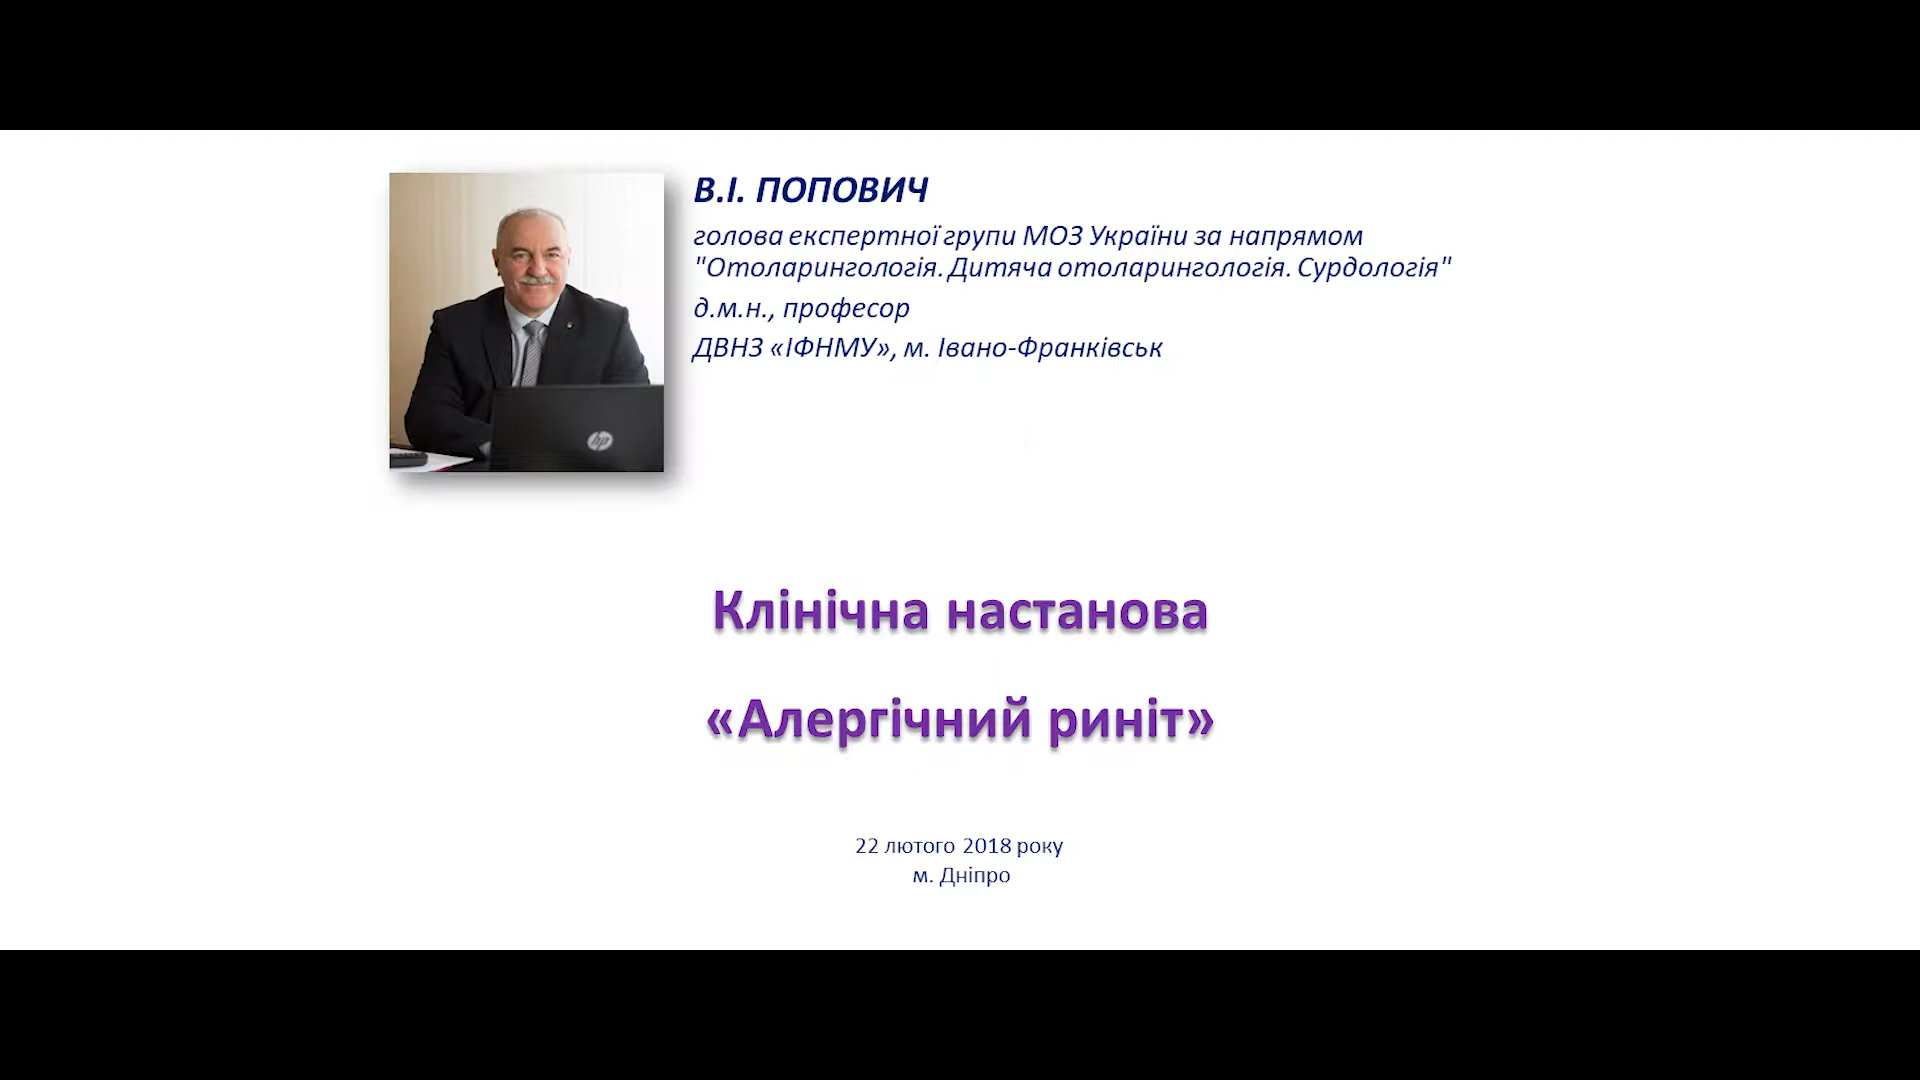 В.І. ПОПОВИЧ
голова експертної групи МОЗ України за напрямом
"Отоларингологія. Дитяча отоларингологія. Сурдологія"
д.м.н., професор
ДВНЗ «ІФНМУ», м. Івано-Франківськ
hp
Клінічна настанова
«Алергічний риніт»
22 лютого 2018 року
м. Дніпро